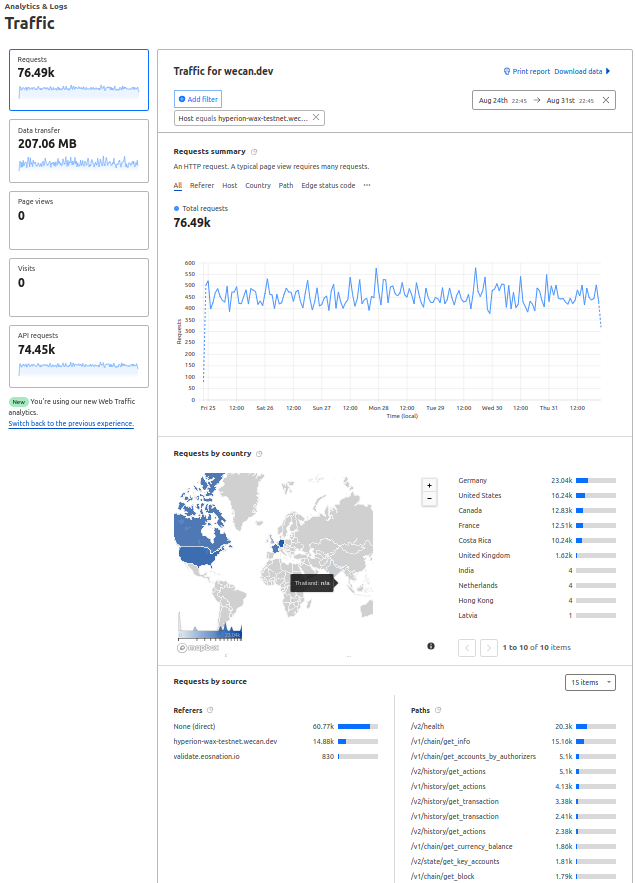 Analytics & Logs
Traffic
Requests
76.49k
Data transfer
207.06 MB
Page views
0
Visits
0
API requests
74.45k
New You're using our new Web Traffic
analytics.
Switch back to the previous experience.
Traffic for wecan.dev
Print report Download data
Add filter
Aug 24th 22:45 → Aug 31st 22:45
Host equals hyperion-wax-testnet.wec...
Requests summary
An HTTP request. A typical page view requires many requests.
All Referer Host Country Path Edge status code ...
Total requests
76.49k
600
550
500
450
400
350
300
250
200
150
100
50
0
Requests
Fri 25 12:00 Sat 26 12:00 Sun 27 12:00 Mon 28 12:00 Tue 29 12:00 Wed 30 12:00 Thu 31 12:00
Time (local)
Requests by country
+
−
Thailand: n/a
mapbox
Germany 23.04k
United States 16.24k
Canada 12.83k
France 12.51k
Costa Rica 10.24k
United Kingdom 1.62k
India 4
Netherlands 4
Hong Kong 4
Latvia 1
1 to 10 of 10 items
Requests by source
15 items
Referers
None (direct) 60.77k
hyperion-wax-testnet.wecan.dev 14.88k
validate.eosnation.io 830
Paths
/v2/health 20.3k
/v1/chain/get_info 15.16k
/v1/chain/get_accounts_by_authorizers 5.1k
/v2/history/get_actions 5.1k
/v1/history/get_actions 4.13k
/v2/history/get_transaction 3.38k
/v1/history/get_transaction 2.41k
/v2/history/get_actions 2.38k
/v1/chain/get_currency_balance 1.86k
/v2/state/get_key_accounts 1.81k
/v1/chain/get_block 1.79k